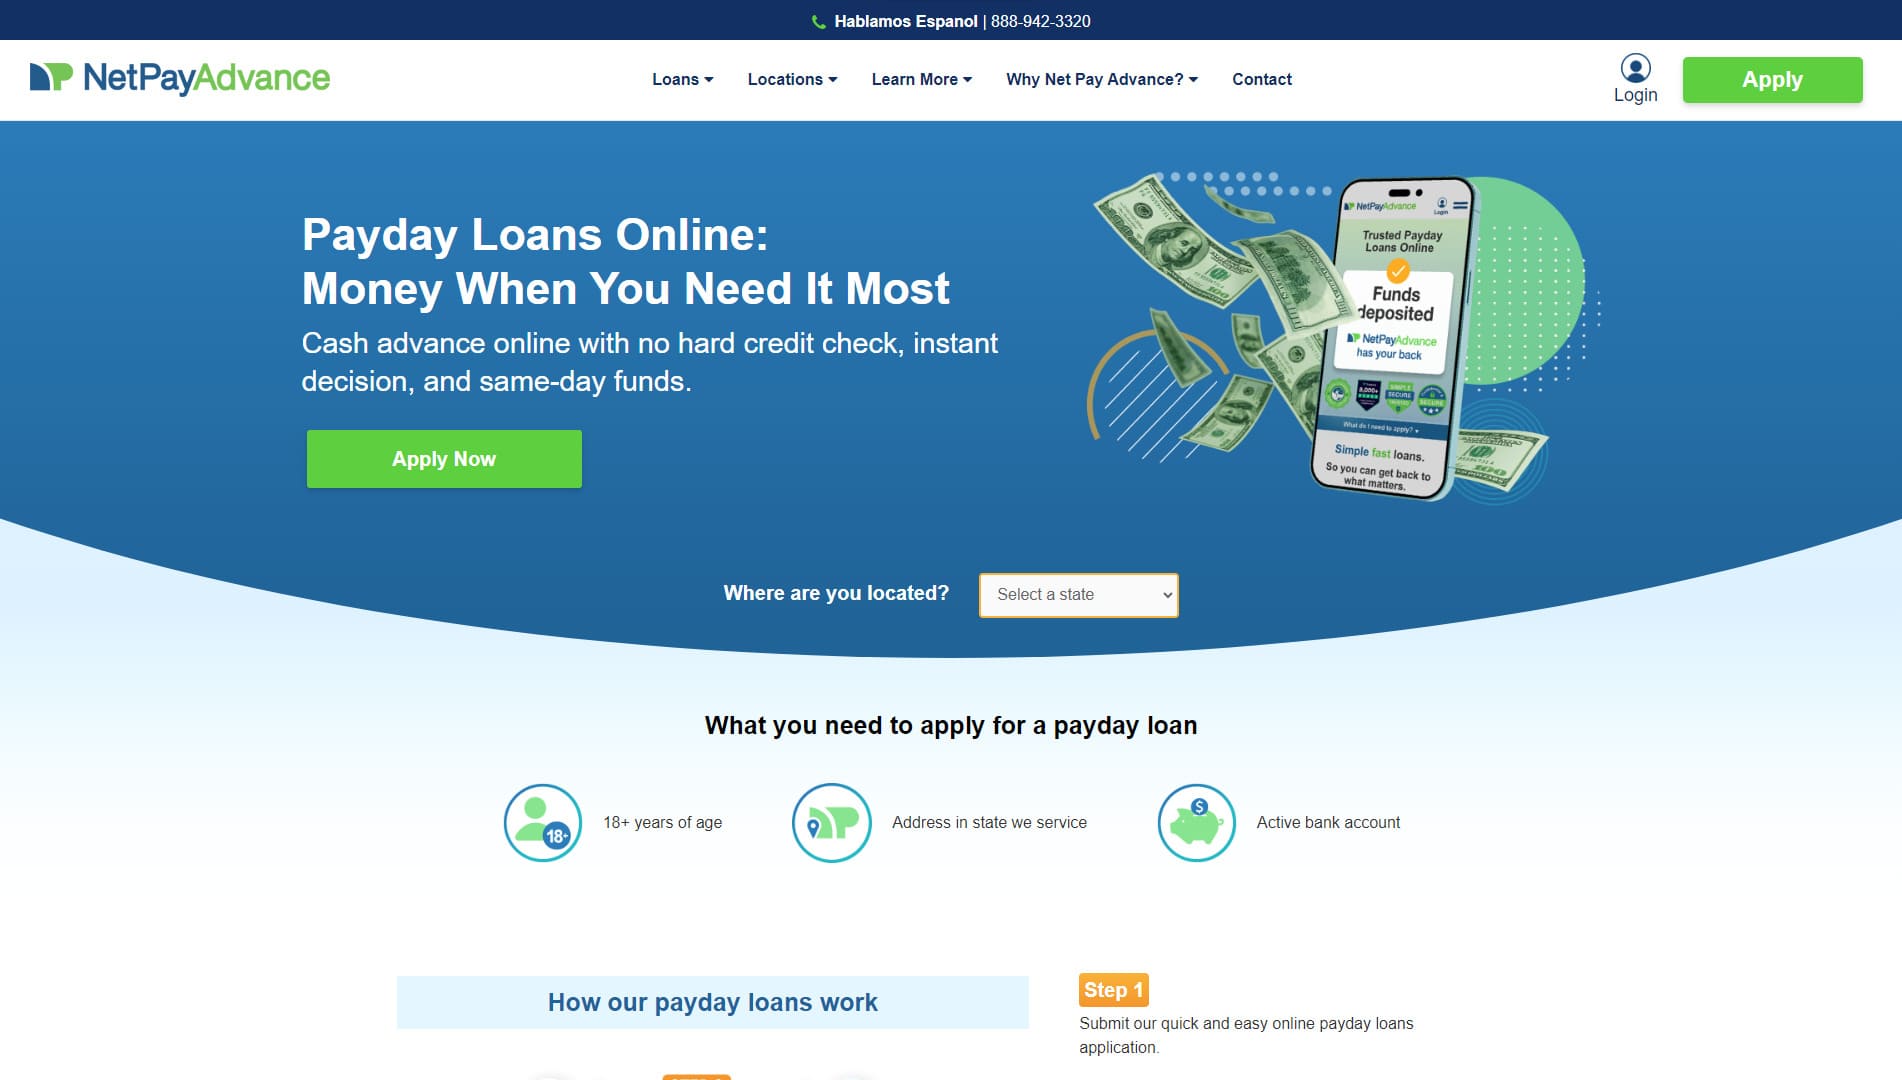 Hablamos Espanol | 888-942-3320
NetPayAdvance
Loans
Locations
Learn More
Why Net Pay Advance?
Contact
Login
Apply
Payday Loans Online:
Money When You Need It Most
Cash advance online with no hard credit check, instant
decision, and same-day funds.
Apply Now
NetPayAdvance
Login
Trusted Payday
Loans Online
Funds
deposited
NetPayAdvance
has your back
What do I need to apply?
Simple fast loans.
So you can get back to
what matters.
Where are you located?
Select a state
What you need to apply for a payday loan
18+
18+ years of age
Address in state we service
$
Active bank account
How our payday loans work
Step 1
Submit our quick and easy online payday loans
application.